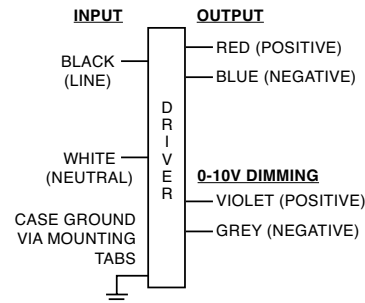 INPUT
OUTPUT
BLACK
(LINE)
WHITE
(NEUTRAL)
CASE GROUND
VIA MOUNTING
TABS
DRIVER
RED (POSITIVE)
BLUE (NEGATIVE)
0-10V DIMMING
VIOLET (POSITIVE)
GREY (NEGATIVE)